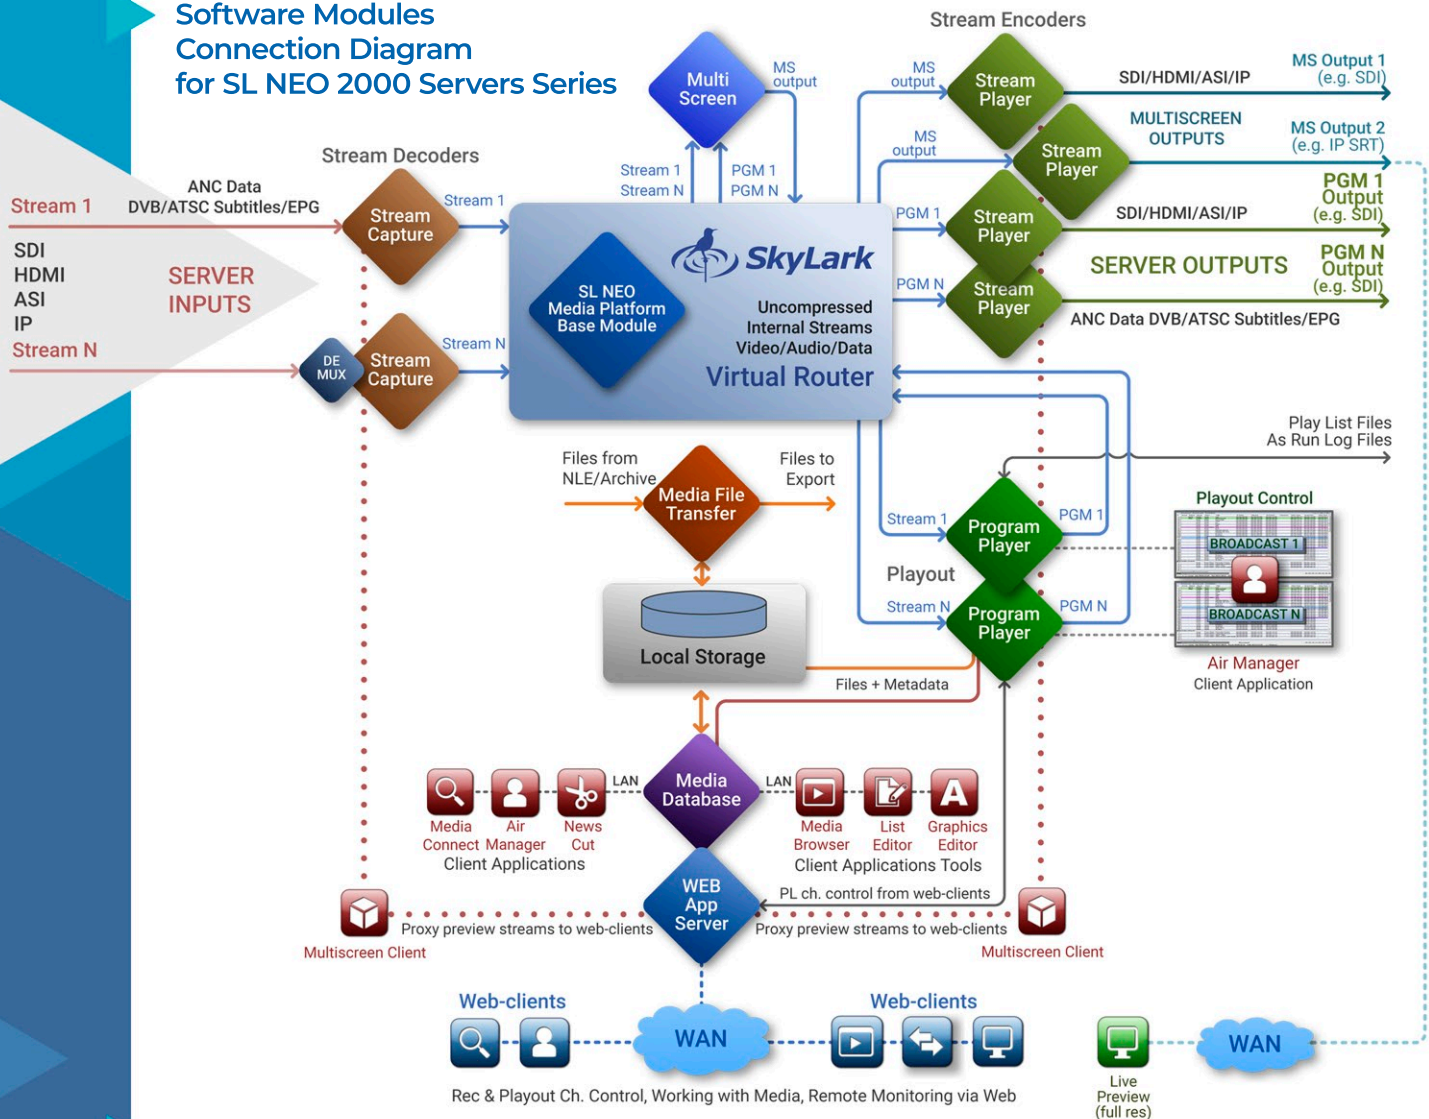 Software Modules
Connection Diagram
for SL NEO 2000 Servers Series
Stream Encoders
Multi
Screen
MS
output
MS
output
Stream
Player
SDI/HDMI/ASI/IP
MS Output 1
(e.g. SDI)
MULTISCREEN
OUTPUTS
MS
output
Stream
Player
MS Output 2
(e.g. IP SRT)
Stream Decoders
Stream 1
Stream N
PGM 1
PGM N
ANC Data
DVB/ATSC Subtitles/EPG
Stream 1
Stream
Capture
Stream 1
PGM 1
Stream
Player
SDI/HDMI/ASI/IP
PGM 1
Output
(e.g. SDI)
SDI
HDMI
ASI
IP
SERVER
INPUTS
SkyLark
SL NEO
Media Platform
Base Module
Uncompressed
Internal Streams
Video/Audio/Data
Virtual Router
PGM N
Stream
Player
SERVER OUTPUTS
PGM N
Output
(e.g. SDI)
ANC Data DVB/ATSC Subtitles/EPG
Stream N
DE
MUX
Stream
Capture
Stream N
Play List Files
As Run Log Files
Files from
NLE/Archive
Media File
Transfer
Files to
Export
Playout Control
Stream 1
Program
Player
PGM 1
BROADCAST 1
Playout
Stream N
Program
Player
PGM N
BROADCAST N
Local Storage
Air Manager
Client Application
Files + Metadata
LAN
Media
Database
LAN
Media
Connect
Air
Manager
News
Cut
Client Applications
Media
Browser
List
Editor
A
Graphics
Editor
Client Applications Tools
WEB
App
Server
PL ch. control from web-clients
Proxy preview streams to web-clients
Proxy preview streams to web-clients
Multiscreen Client
Multiscreen Client
Web-clients
Web-clients
WAN
WAN
Live
Preview
(full res)
Rec & Playout Ch. Control, Working with Media, Remote Monitoring via Web